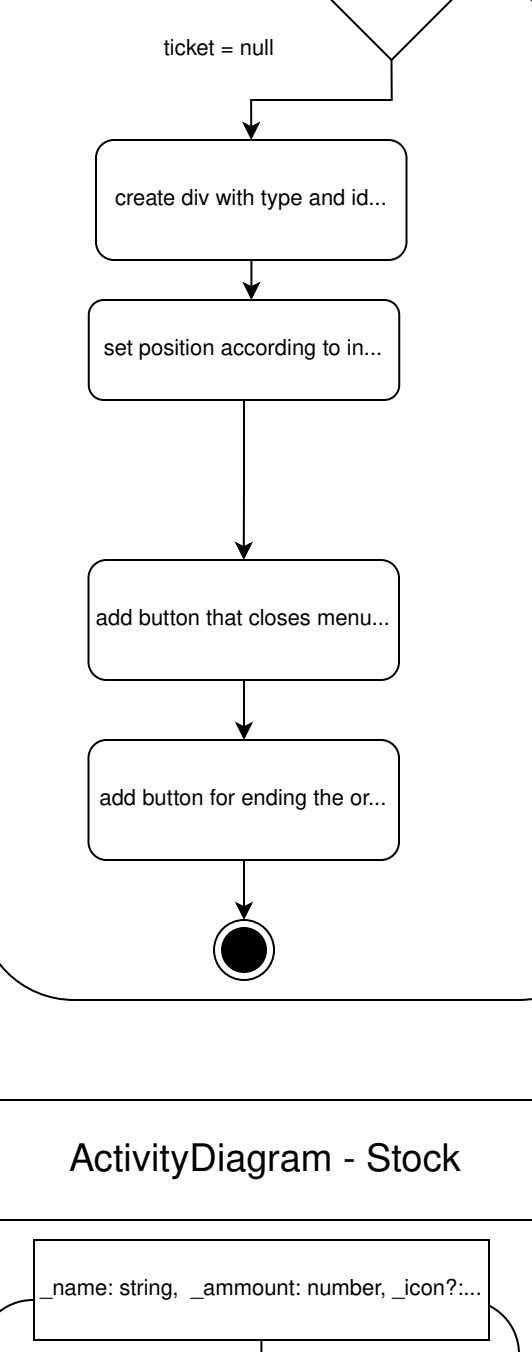 ticket = null
create div with type and id...
set position according to in...
add button that closes menu...
add button for ending the or...
ActivityDiagram - Stock
_name: string,  _ammount: number, _icon?:...